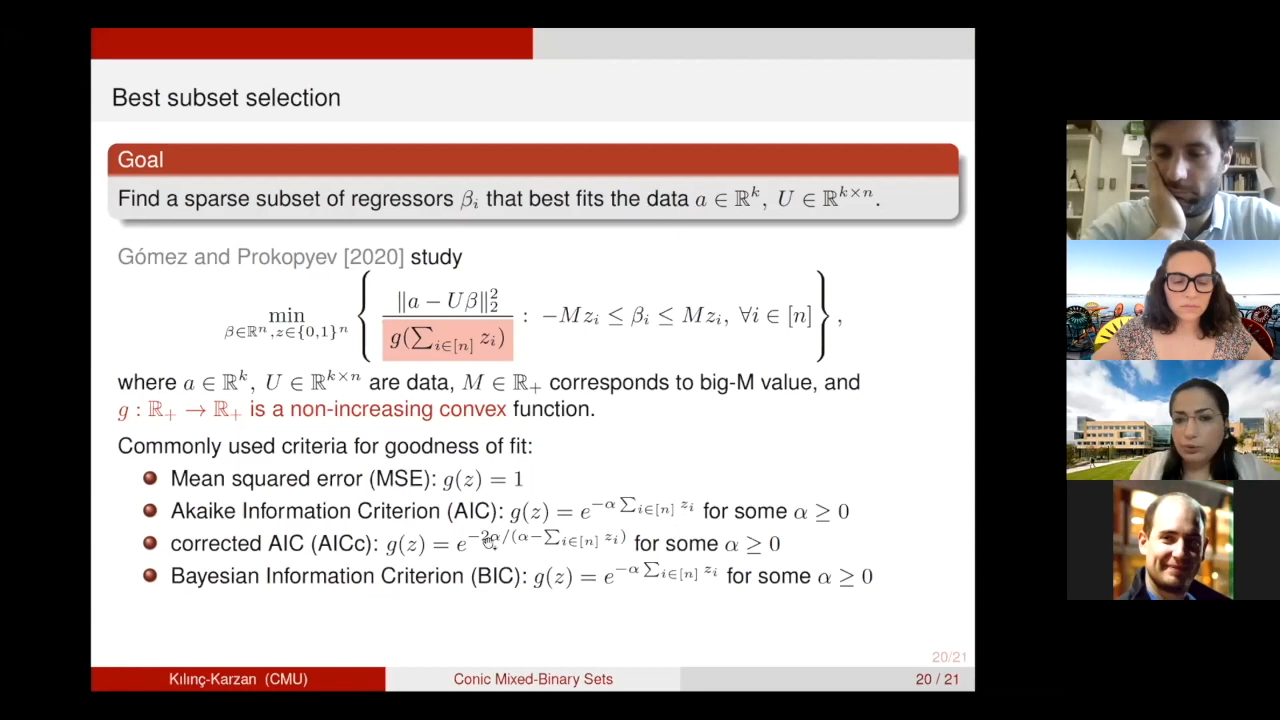 Best subset selection
Goal
Find a sparse subset of regressors β_i that best fits the data a ∈ ℝ^k, U ∈ ℝ^{k×n}.
Gómez and Prokopyev [2020] study
min_{β∈ℝ^n, z∈{0,1}^n} { ‖a − Uβ‖_2^2 / g(∑_{i∈[n]} z_i) : −Mz_i ≤ β_i ≤ Mz_i, ∀i ∈ [n] },
where a ∈ ℝ^k, U ∈ ℝ^{k×n} are data, M ∈ ℝ_+ corresponds to big-M value, and
g : ℝ_+ → ℝ_+ is a non-increasing convex function.
Commonly used criteria for goodness of fit:
Mean squared error (MSE): g(z) = 1
Akaike Information Criterion (AIC): g(z) = e^{−α ∑_{i∈[n]} z_i} for some α ≥ 0
corrected AIC (AICc): g(z) = e^{−2α/(α−∑_{i∈[n]} z_i)} for some α ≥ 0
Bayesian Information Criterion (BIC): g(z) = e^{−α ∑_{i∈[n]} z_i} for some α ≥ 0
20/21
Kılınç-Karzan (CMU) Conic Mixed-Binary Sets 20 / 21